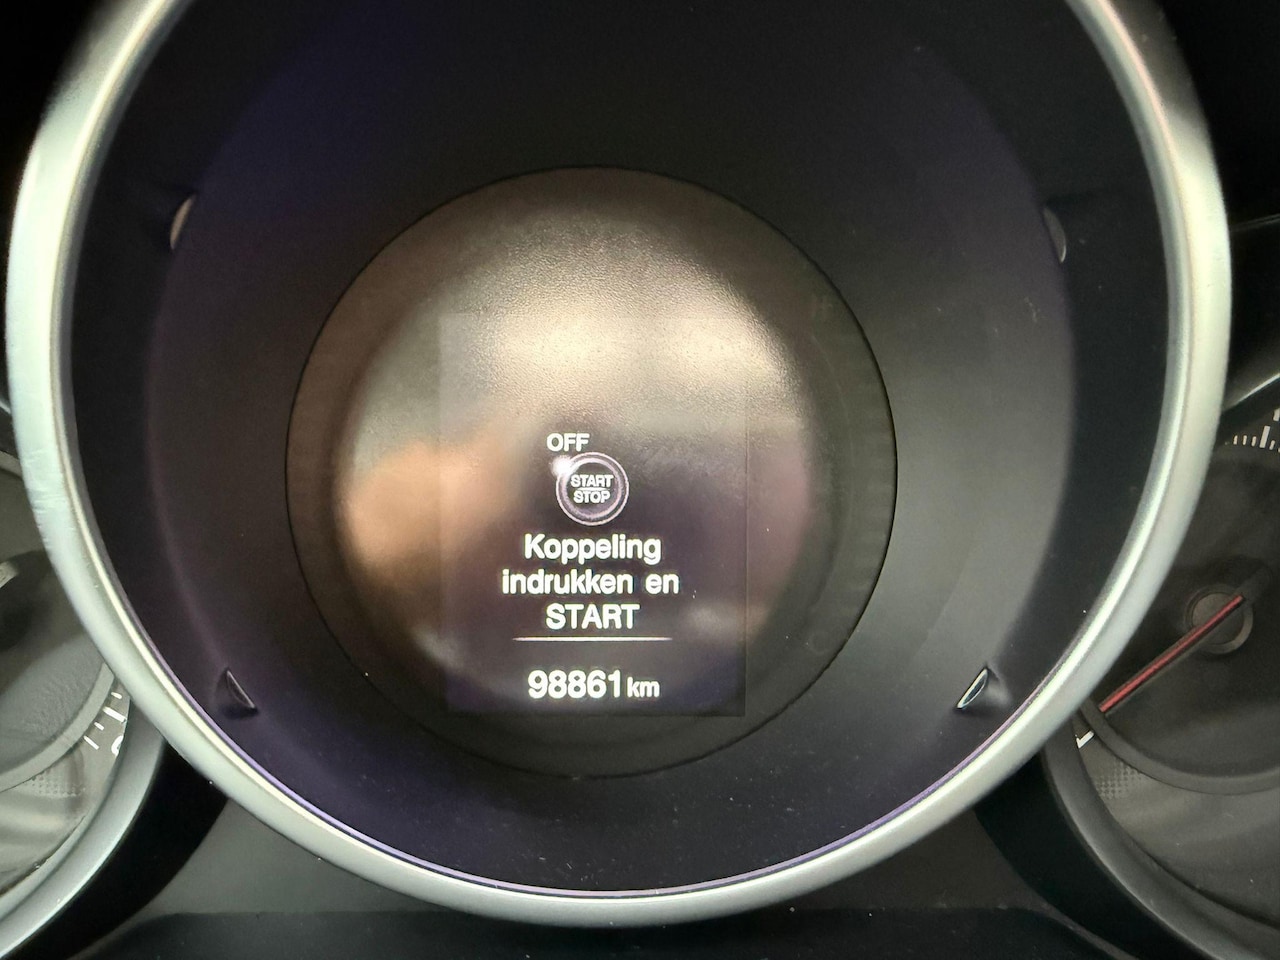 OFF
START
STOP
Koppeling
indrukken en
START
98861 km